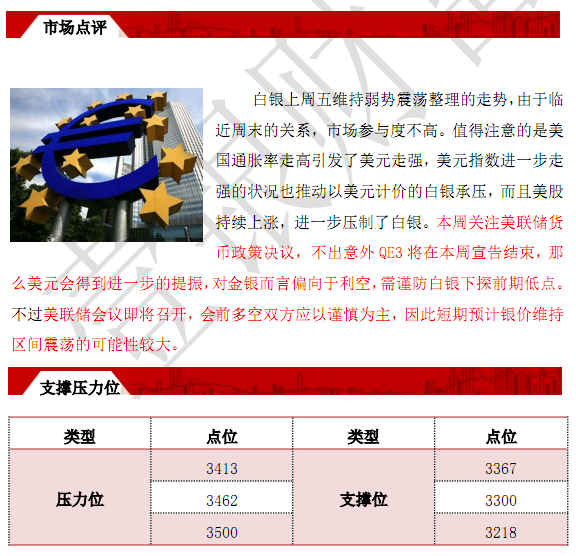 市场点评
白银上周五维持弱势震荡整理的走势，由于临
近周末的关系，市场参与度不高。值得注意的是美
国通胀率走高引发了美元走强，美元指数进一步走
强的状况也推动以美元计价的白银承压，而且美股
持续上涨，进一步压制了白银。本周关注美联储货
币政策决议，不出意外 QE3 将在本周宣告结束，那
么美元会得到进一步的提振，对金银而言偏向于利空，需谨防白银下探前期低点。
不过美联储会议即将召开，会前多空双方应以谨慎为主，因此短期预计银价维持
区间震荡的可能性较大。
支撑压力位
类型 点位 类型 点位
3413 3367
压力位 3462 支撑位 3300
3500 3218